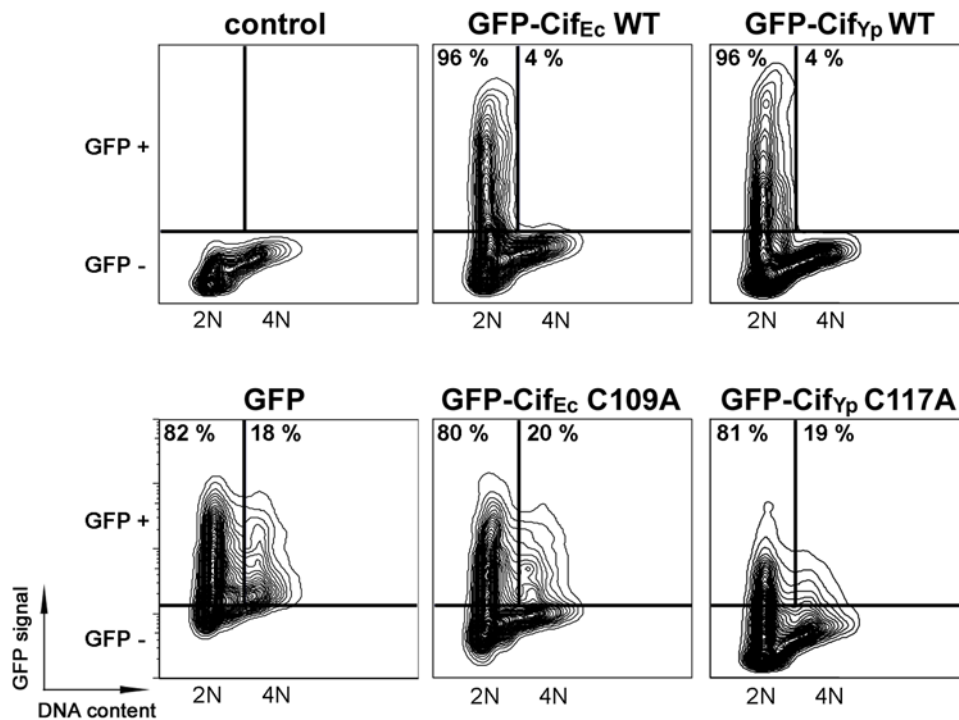 control
GFP-CifEc WT
GFP-CifYp WT
96 % 4 %
96 % 4 %
GFP +
GFP -
2N 4N
2N 4N
2N 4N
GFP
GFP-CifEc C109A
GFP-CifYp C117A
82 % 18 %
80 % 20 %
81 % 19 %
GFP +
GFP -
GFP signal
2N 4N
2N 4N
2N 4N
DNA content